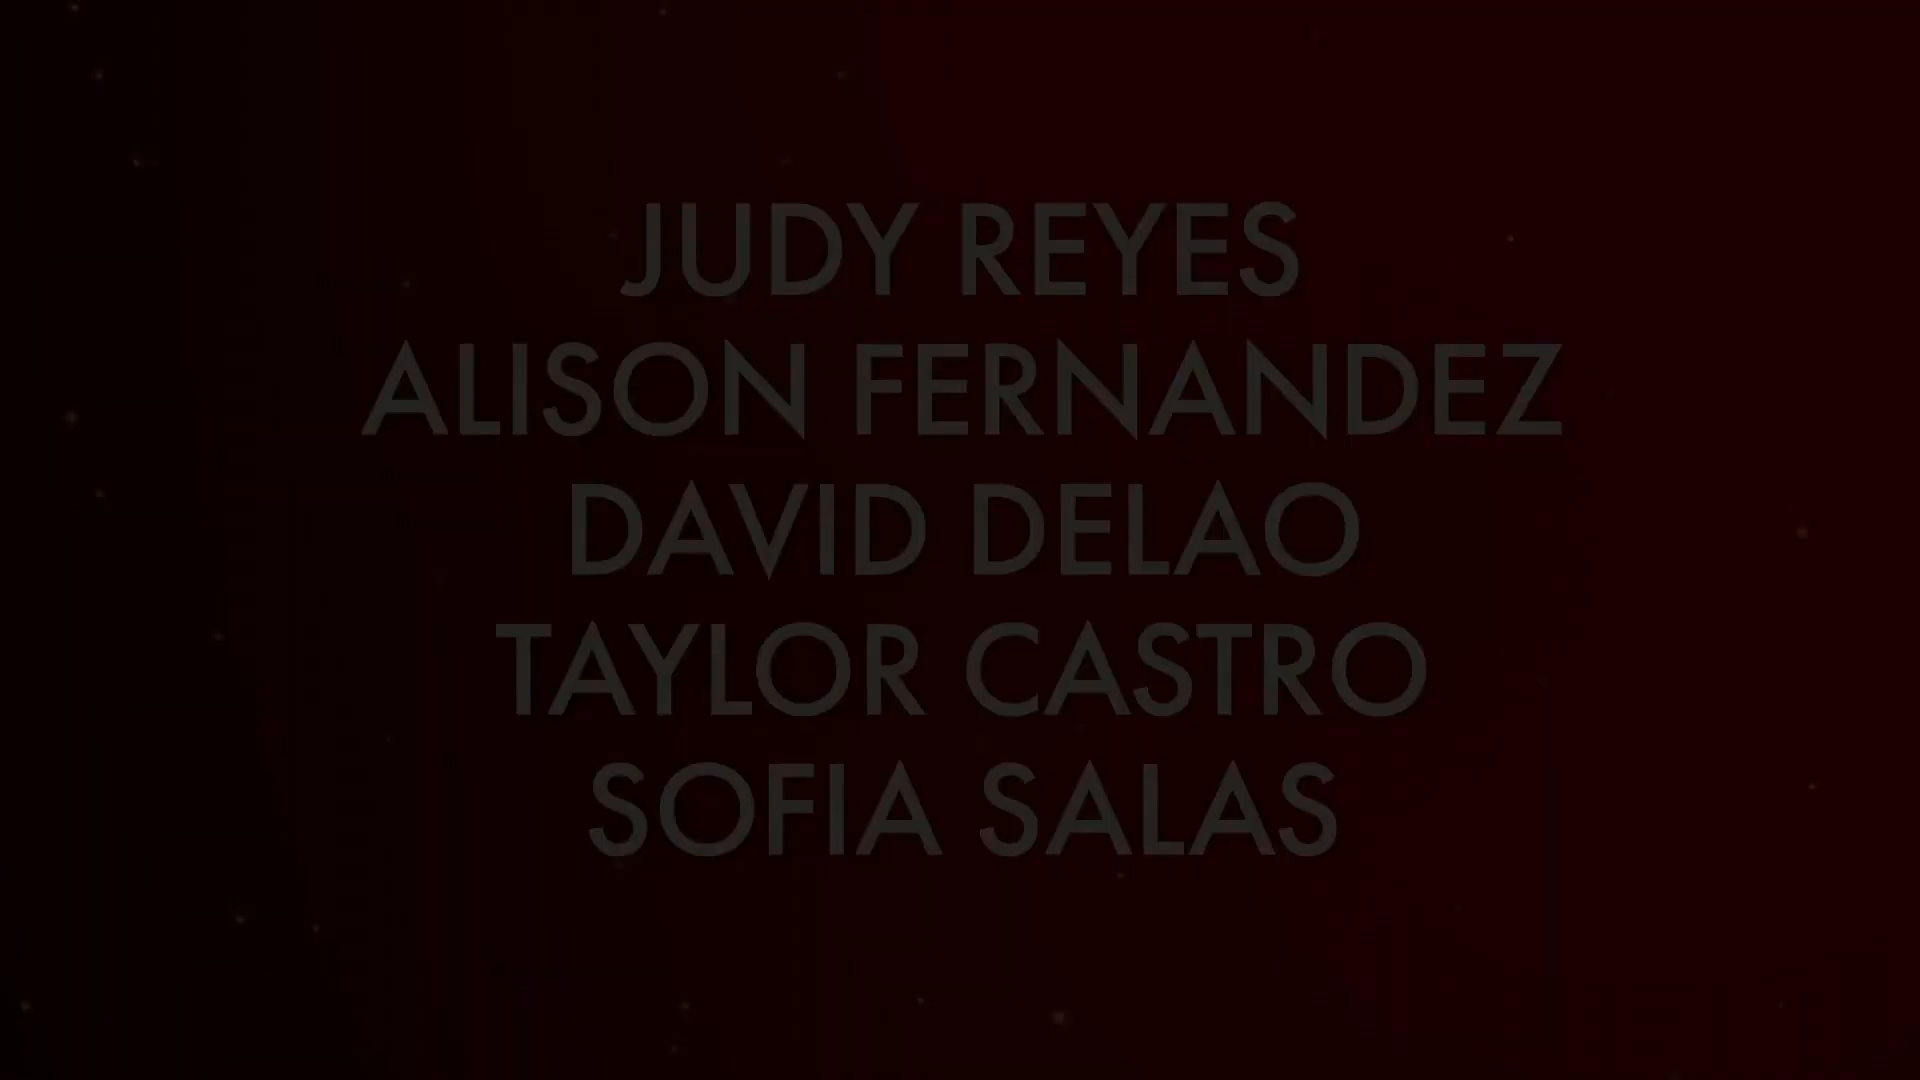 JUDY REYES
ALISON FERNANDEZ
DAVID DELAO
TAYLOR CASTRO
SOFIA SALAS